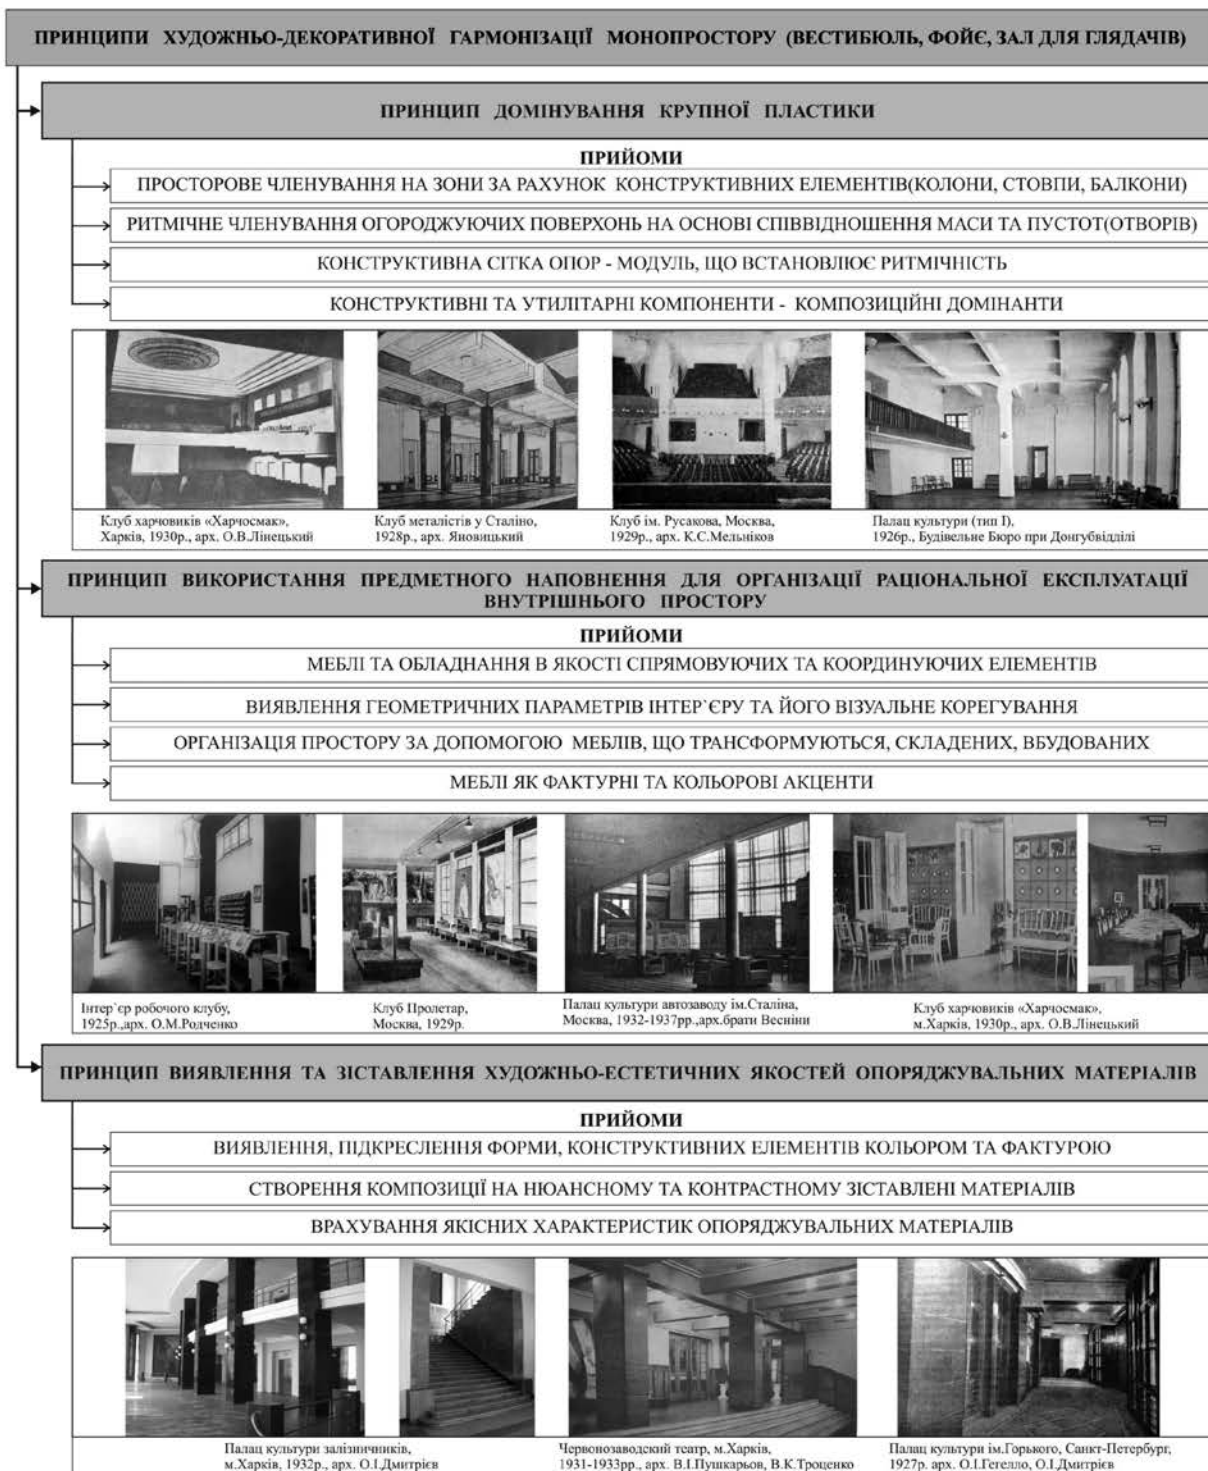 ПРИНЦИПИ ХУДОЖНЬО-ДЕКОРАТИВНОЇ ГАРМОНІЗАЦІЇ МОНОПРОСТОРУ (ВЕСТИБЮЛЬ, ФОЙЄ, ЗАЛ ДЛЯ ГЛЯДАЧІВ)
ПРИНЦИП ДОМІНУВАННЯ КРУПНОЇ ПЛАСТИКИ
ПРИЙОМИ
ПРОСТОРОВЕ ЧЛЕНУВАННЯ НА ЗОНИ ЗА РАХУНОК КОНСТРУКТИВНИХ ЕЛЕМЕНТІВ(КОЛОНИ, СТОВПИ, БАЛКОНИ)
РИТМІЧНЕ ЧЛЕНУВАННЯ ОГОРОДЖУЮЧИХ ПОВЕРХОНЬ НА ОСНОВІ СПІВВІДНОШЕННЯ МАСИ ТА ПУСТОТ(ОТВОРІВ)
КОНСТРУКТИВНА СІТКА ОПОР - МОДУЛЬ, ЩО ВСТАНОВЛЮЄ РИТМІЧНІСТЬ
КОНСТРУКТИВНІ ТА УТИЛІТАРНІ КОМПОНЕНТИ - КОМПОЗИЦІЙНІ ДОМІНАНТИ
Клуб харчовиків «Харчосмак»,
Харків, 1930р., арх. О.В.Лінецький
Клуб металістів у Сталіно,
1928р., арх. Яновицький
Клуб ім. Русакова, Москва,
1929р., арх. К.С.Мельніков
Палац культури (тип І),
1926р., Будівельне Бюро при Донгубвідділі
ПРИНЦИП ВИКОРИСТАННЯ ПРЕДМЕТНОГО НАПОВНЕННЯ ДЛЯ ОРГАНІЗАЦІЇ РАЦІОНАЛЬНОЇ ЕКСПЛУАТАЦІЇ
ВНУТРІШНЬОГО ПРОСТОРУ
ПРИЙОМИ
МЕБЛІ ТА ОБЛАДНАННЯ В ЯКОСТІ СПРЯМОВУЮЧИХ ТА КООРДИНУЮЧИХ ЕЛЕМЕНТІВ
ВИЯВЛЕННЯ ГЕОМЕТРИЧНИХ ПАРАМЕТРІВ ІНТЕР`ЄРУ ТА ЙОГО ВІЗУАЛЬНЕ КОРЕГУВАННЯ
ОРГАНІЗАЦІЯ ПРОСТОРУ ЗА ДОПОМОГОЮ МЕБЛІВ, ЩО ТРАНСФОРМУЮТЬСЯ, СКЛАДЕНИХ, ВБУДОВАНИХ
МЕБЛІ ЯК ФАКТУРНІ ТА КОЛЬОРОВІ АКЦЕНТИ
Інтер`єр робочого клубу,
1925р.,арх. О.М.Родченко
Клуб Пролетар,
Москва, 1929р.
Палац культури автозаводу ім.Сталіна,
Москва, 1932-1937рр.,арх.брати Весніни
Клуб харчовиків «Харчосмак»,
м.Харків, 1930р., арх. О.В.Лінецький
ПРИНЦИП ВИЯВЛЕННЯ ТА ЗІСТАВЛЕННЯ ХУДОЖНЬО-ЕСТЕТИЧНИХ ЯКОСТЕЙ ОПОРЯДЖУВАЛЬНИХ МАТЕРІАЛІВ
ПРИЙОМИ
ВИЯВЛЕННЯ, ПІДКРЕСЛЕННЯ ФОРМИ, КОНСТРУКТИВНИХ ЕЛЕМЕНТІВ КОЛЬОРОМ ТА ФАКТУРОЮ
СТВОРЕННЯ КОМПОЗИЦІЇ НА НЮАНСНОМУ ТА КОНТРАСТНОМУ ЗІСТАВЛЕНІ МАТЕРІАЛІВ
ВРАХУВАННЯ ЯКІСНИХ ХАРАКТЕРИСТИК ОПОРЯДЖУВАЛЬНИХ МАТЕРІАЛІВ
Палац культури залізничників,
м.Харків, 1932р., арх. О.І.Дмитрієв
Червонозаводский театр, м.Харків,
1931-1933рр., арх. В.І.Пушкарьов, В.К.Троценко
Палац культури ім.Горького, Санкт-Петербург,
1927р. арх. О.І.Гегелло, О.І.Дмитрієв